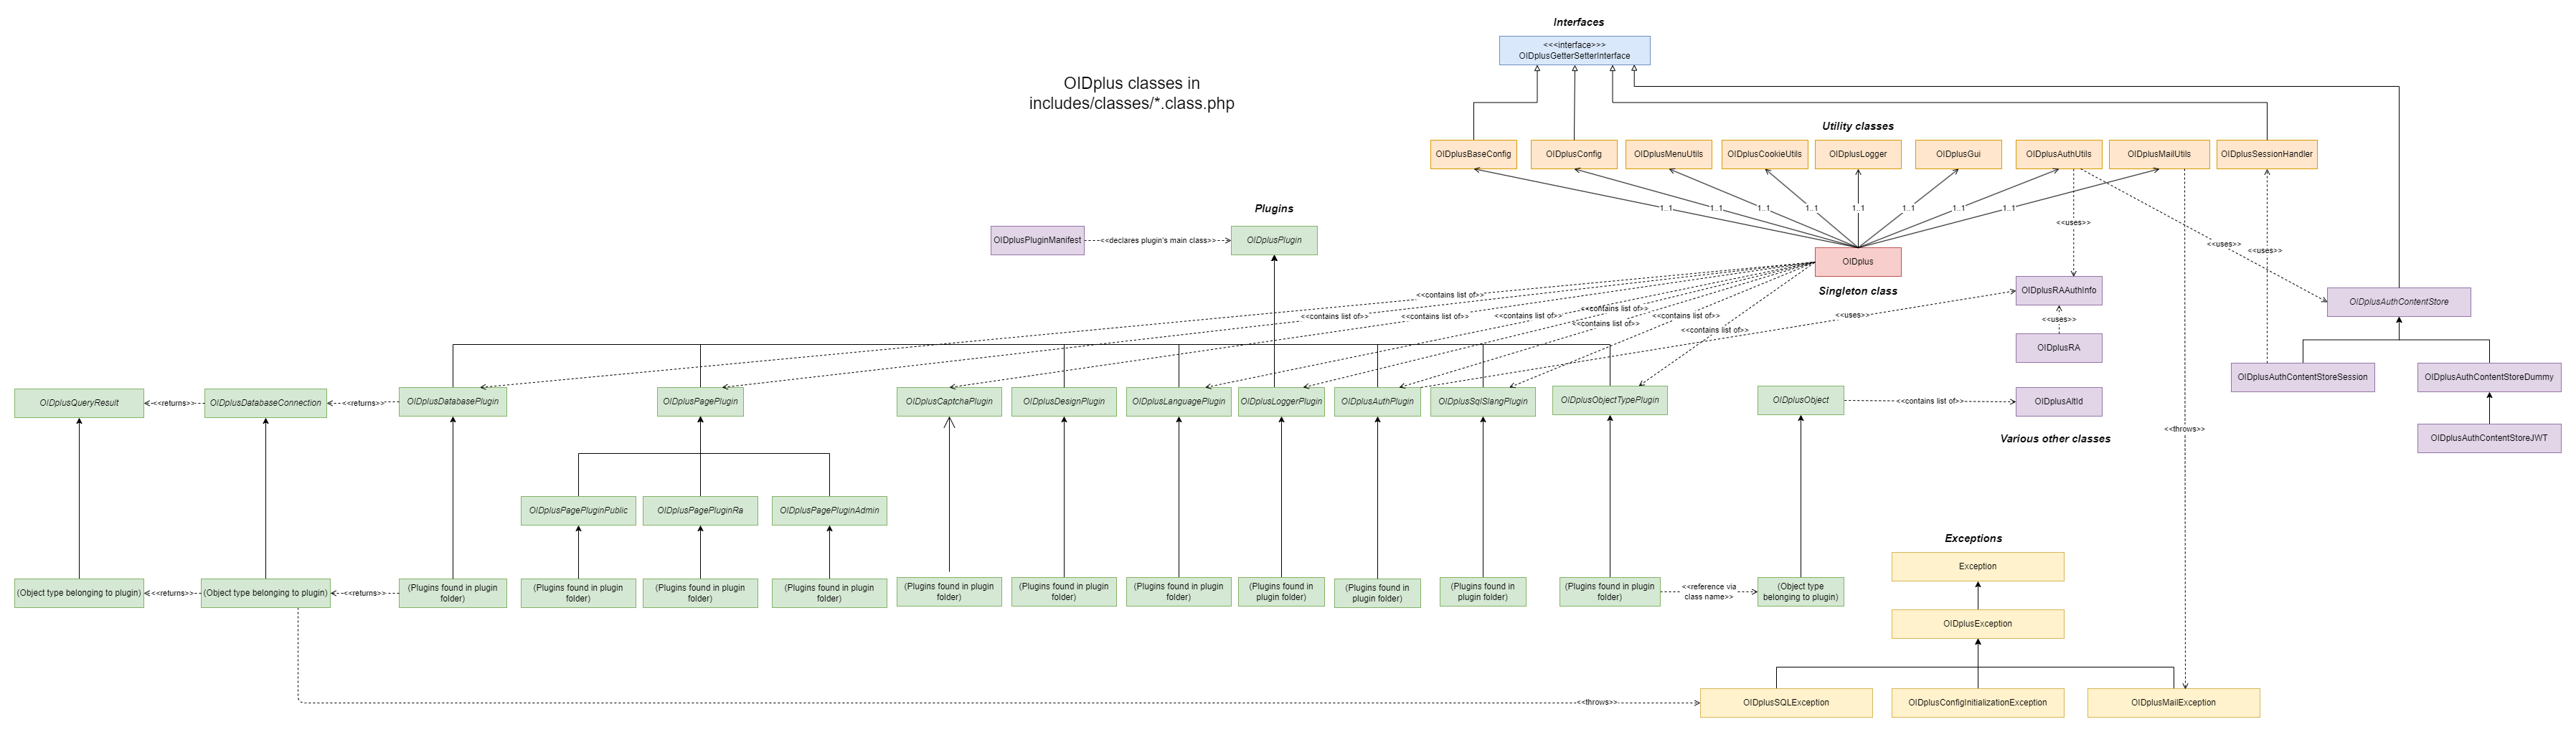 Interfaces
<<<interface>>>
OIDplusGetterSetterInterface
OIDplus classes in
includes/classes/*.class.php
Utility classes
OIDplusBaseConfig
OIDplusConfig
OIDplusMenuUtils
OIDplusCookieUtils
OIDplusLogger
OIDplusGui
OIDplusAuthUtils
OIDplusMailUtils
OIDplusSessionHandler
1..1
1..1
1..1
1..1
1..1
1..1
1..1
1..1
Plugins
OIDplusPluginManifest
<<declares plugin's main class>>
OIDplusPlugin
<<uses>>
<<uses>>
<<uses>>
OIDplus
Singleton class
OIDplusRAAuthInfo
OIDplusAuthContentStore
<<contains list of>>
<<contains list of>>
<<contains list of>>
<<contains list of>>
<<contains list of>>
<<contains list of>>
<<contains list of>>
<<contains list of>>
<<uses>>
<<uses>>
OIDplusRA
OIDplusAuthContentStoreSession
OIDplusAuthContentStoreDummy
OIDplusQueryResult
<<returns>>
OIDplusDatabaseConnection
<<returns>>
OIDplusDatabasePlugin
OIDplusPagePlugin
OIDplusCaptchaPlugin
OIDplusDesignPlugin
OIDplusLanguagePlugin
OIDplusLoggerPlugin
OIDplusAuthPlugin
OIDplusSqlSlangPlugin
OIDplusObjectTypePlugin
OIDplusObject
<<contains list of>>
OIDplusAltId
Various other classes
<<throws>>
OIDplusAuthContentStoreJWT
OIDplusPagePluginPublic
OIDplusPagePluginRa
OIDplusPagePluginAdmin
Exceptions
Exception
(Object type belonging to plugin)
<<returns>>
(Object type belonging to plugin)
<<returns>>
(Plugins found in plugin
folder)
(Plugins found in plugin
folder)
(Plugins found in plugin
folder)
(Plugins found in plugin
folder)
(Plugins found in plugin
folder)
(Plugins found in plugin
folder)
(Plugins found in plugin
folder)
(Plugins found in
plugin folder)
(Plugins found in
plugin folder)
(Plugins found in
plugin folder)
(Plugins found in plugin
folder)
<<reference via
class name>>
(Object type
belonging to plugin)
OIDplusException
<<throws>>
OIDplusSQLException
OIDplusConfigInitializationException
OIDplusMailException